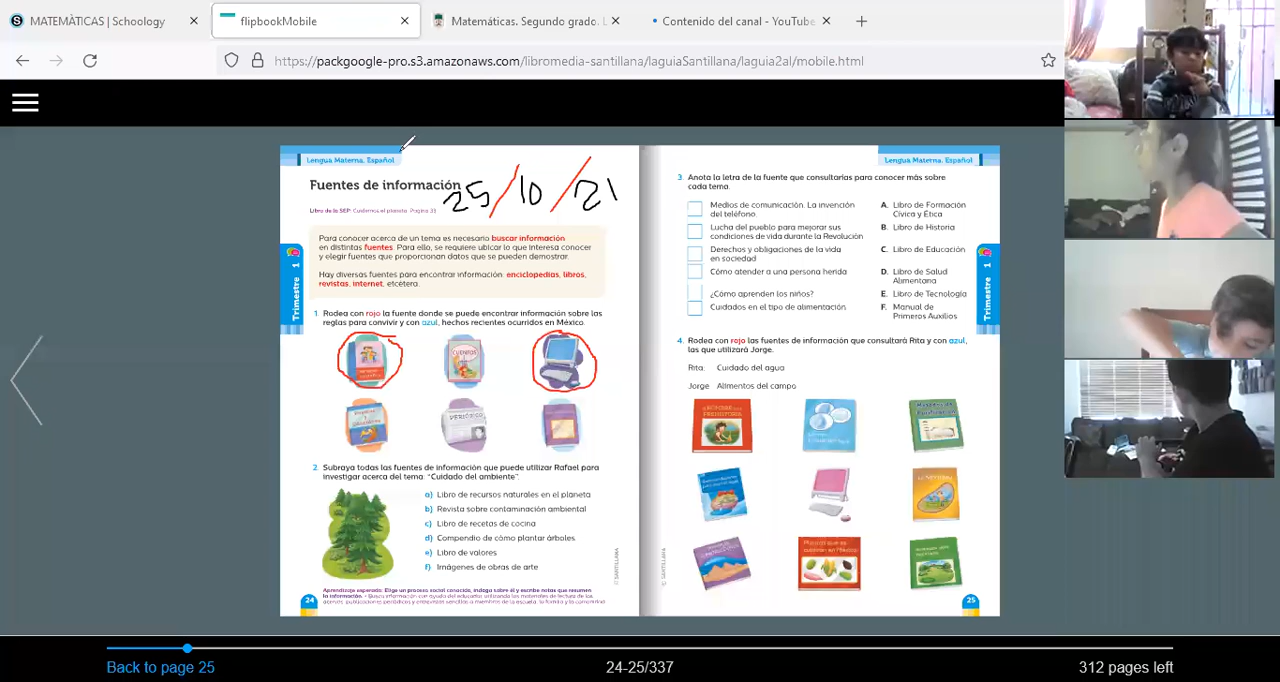 MATEMÁTICAS | Schoology
flipbookMobile
Matemáticas. Segundo grado.
Contenido del canal - YouTube
https://packgoogle-pro.s3.amazonaws.com/libromedia-santillana/laguiaSantillana/laguia2al/mobile.html
Lengua Materna. Español
Fuentes de información
25/10/21
Libro de la SEP: Cuidemos el planeta. Página 35
Para conocer acerca de un tema es necesario buscar información
en distintas fuentes. Para ello, se requiere ubicar lo que interesa conocer
y elegir fuentes que proporcionan datos que se pueden demostrar.
Hay diversas fuentes para encontrar información: enciclopedias, libros,
revistas, internet, etcétera.
Trimestre 1
1 Rodea con rojo la fuente donde se puede encontrar información sobre las
reglas para convivir y con azul, hechos recientes ocurridos en México.
CUENTOS
PERIÓDICO
2 Subraya todas las fuentes de información que puede utilizar Rafael para
investigar acerca del tema "Cuidado del ambiente".
a) Libro de recursos naturales en el planeta
b) Revista sobre contaminación ambiental
c) Libro de recetas de cocina
d) Compendio de cómo plantar árboles
e) Libro de valores
f) Imágenes de obras de arte
© SANTILLANA
24
Lengua Materna. Español
3. Anota la letra de la fuente que consultarías para conocer más sobre
cada tema.
Medios de comunicación. La invención
del teléfono.
Lucha del pueblo para mejorar sus
condiciones de vida durante la Revolución
Derechos y obligaciones de la vida
en sociedad
Cómo atender a una persona herida
¿Cómo aprenden los niños?
Cuidados en el tipo de alimentación.
A. Libro de Formación
Cívica y Ética
B. Libro de Historia
C. Libro de Educación
D. Libro de Salud
Alimentaria
E. Libro de Tecnología
F. Manual de
Primeros Auxilios
Trimestre 1
4. Rodea con rojo las fuentes de información que consultará Rita y con azul,
las que utilizará Jorge.
Rita: Cuidado del agua
Jorge Alimentos del campo
© SANTILLANA
25
Back to page 25
24-25/337
312 pages left